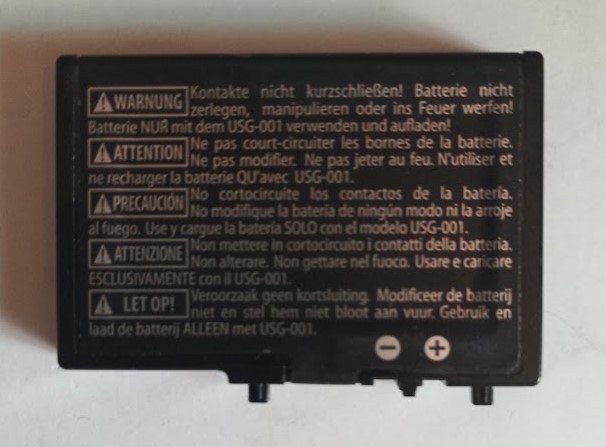 WARNUNG Kontakte nicht kurzschließen! Batterie nicht
zerlegen, manipulieren oder ins Feuer werfen!
Batterie NUR mit dem USG-001 verwenden und aufladen!
ATTENTION Ne pas court-circuiter les bornes de la batterie.
Ne pas modifier. Ne pas jeter au feu. N'utiliser et
ne recharger la batterie QU'avec USG-001.
PRECAUCIÓN No cortocircuite los contactos de la batería.
No modifique la batería de ningún modo ni la arroje
al fuego. Use y cargue la batería SOLO con el modelo USG-001.
ATTENZIONE Non mettere in cortocircuito i contatti della batteria.
Non alterare. Non gettare nel fuoco. Usare e caricare
ESCLUSIVAMENTE con il USG-001.
LET OP! Veroorzaak geen kortsluiting. Modificeer de batterij
niet en stel hem niet bloot aan vuur. Gebruik en
laad de batterij ALLEEN met USG-001.
− +